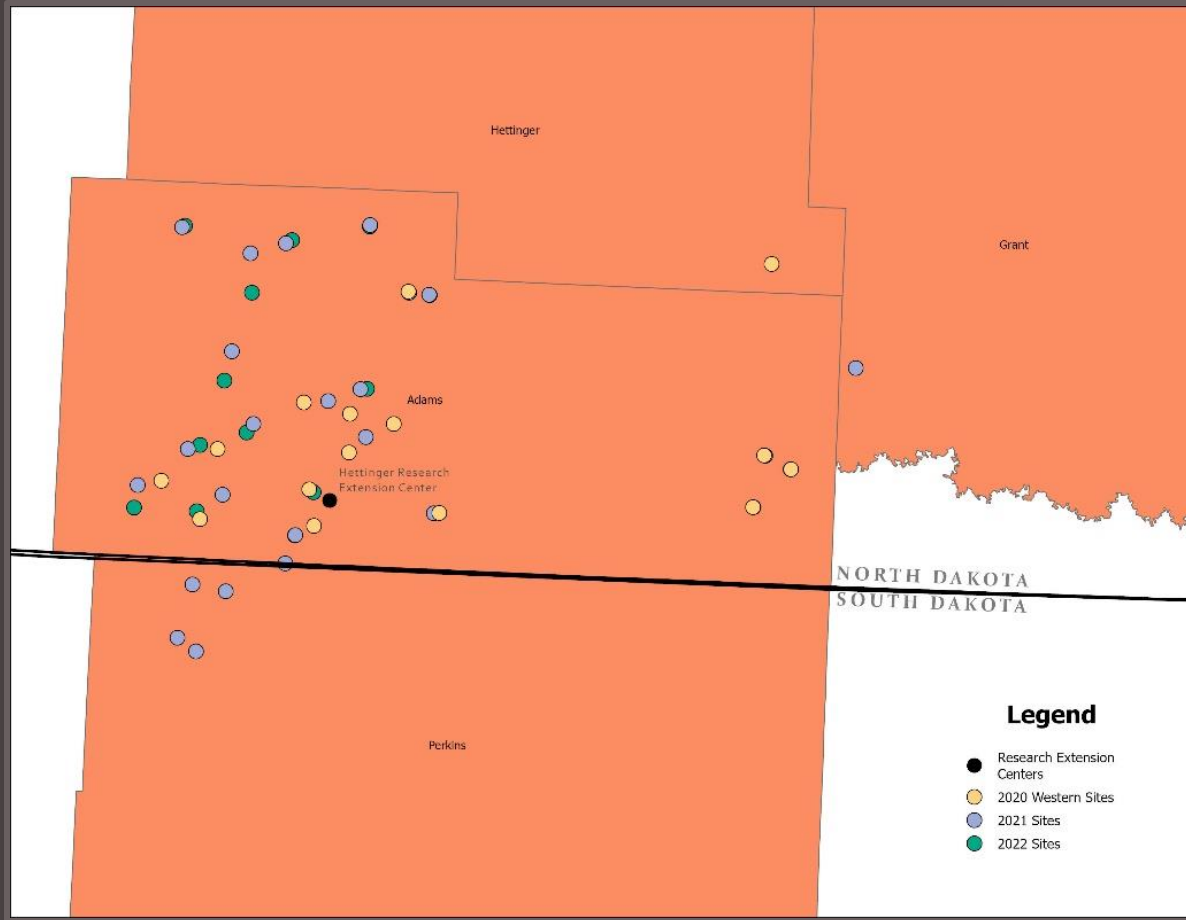 Hettinger
Grant
Adams
Hettinger Research
Extension Center
NORTH DAKOTA
SOUTH DAKOTA
Perkins
Legend
Research Extension
Centers
2020 Western Sites
2021 Sites
2022 Sites